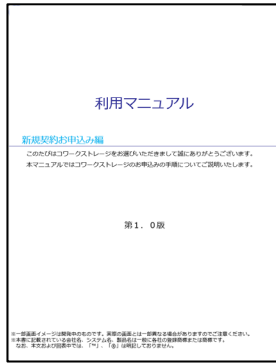 利用マニュアル
新規契約お申込み編
このたびはコワークストレージをお選びいただきまして誠にありがとうございます。
本マニュアルではコワークストレージのお申込みの手順についてご説明いたします。
第1.0版
※一部画面イメージは開発中のものです。実際の画面とは一部異なる場合がありますのでご注意ください。
※本書に記載されている会社名、システム名、製品名は一般に各社の登録商標または商標です。
なお、本文および図表中では、「™」、「®」は明記しておりません。